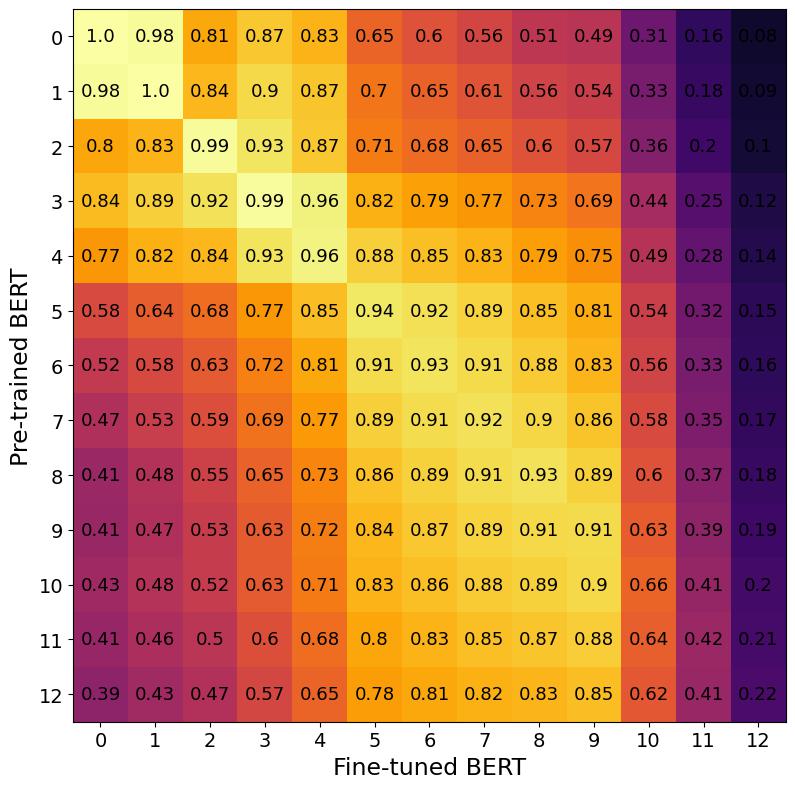 0 1.0 0.98 0.81 0.87 0.83 0.65 0.6 0.56 0.51 0.49 0.31 0.16 0.08
1 0.98 1.0 0.84 0.9 0.87 0.7 0.65 0.61 0.56 0.54 0.33 0.18 0.09
2 0.8 0.83 0.99 0.93 0.87 0.71 0.68 0.65 0.6 0.57 0.36 0.2 0.1
3 0.84 0.89 0.92 0.99 0.96 0.82 0.79 0.77 0.73 0.69 0.44 0.25 0.12
4 0.77 0.82 0.84 0.93 0.96 0.88 0.85 0.83 0.79 0.75 0.49 0.28 0.14
5 0.58 0.64 0.68 0.77 0.85 0.94 0.92 0.89 0.85 0.81 0.54 0.32 0.15
6 0.52 0.58 0.63 0.72 0.81 0.91 0.93 0.91 0.88 0.83 0.56 0.33 0.16
7 0.47 0.53 0.59 0.69 0.77 0.89 0.91 0.92 0.9 0.86 0.58 0.35 0.17
8 0.41 0.48 0.55 0.65 0.73 0.86 0.89 0.91 0.93 0.89 0.6 0.37 0.18
9 0.41 0.47 0.53 0.63 0.72 0.84 0.87 0.89 0.91 0.91 0.63 0.39 0.19
10 0.43 0.48 0.52 0.63 0.71 0.83 0.86 0.88 0.89 0.9 0.66 0.41 0.2
11 0.41 0.46 0.5 0.6 0.68 0.8 0.83 0.85 0.87 0.88 0.64 0.42 0.21
12 0.39 0.43 0.47 0.57 0.65 0.78 0.81 0.82 0.83 0.85 0.62 0.41 0.22
0 1 2 3 4 5 6 7 8 9 10 11 12
Fine-tuned BERT
Pre-trained BERT